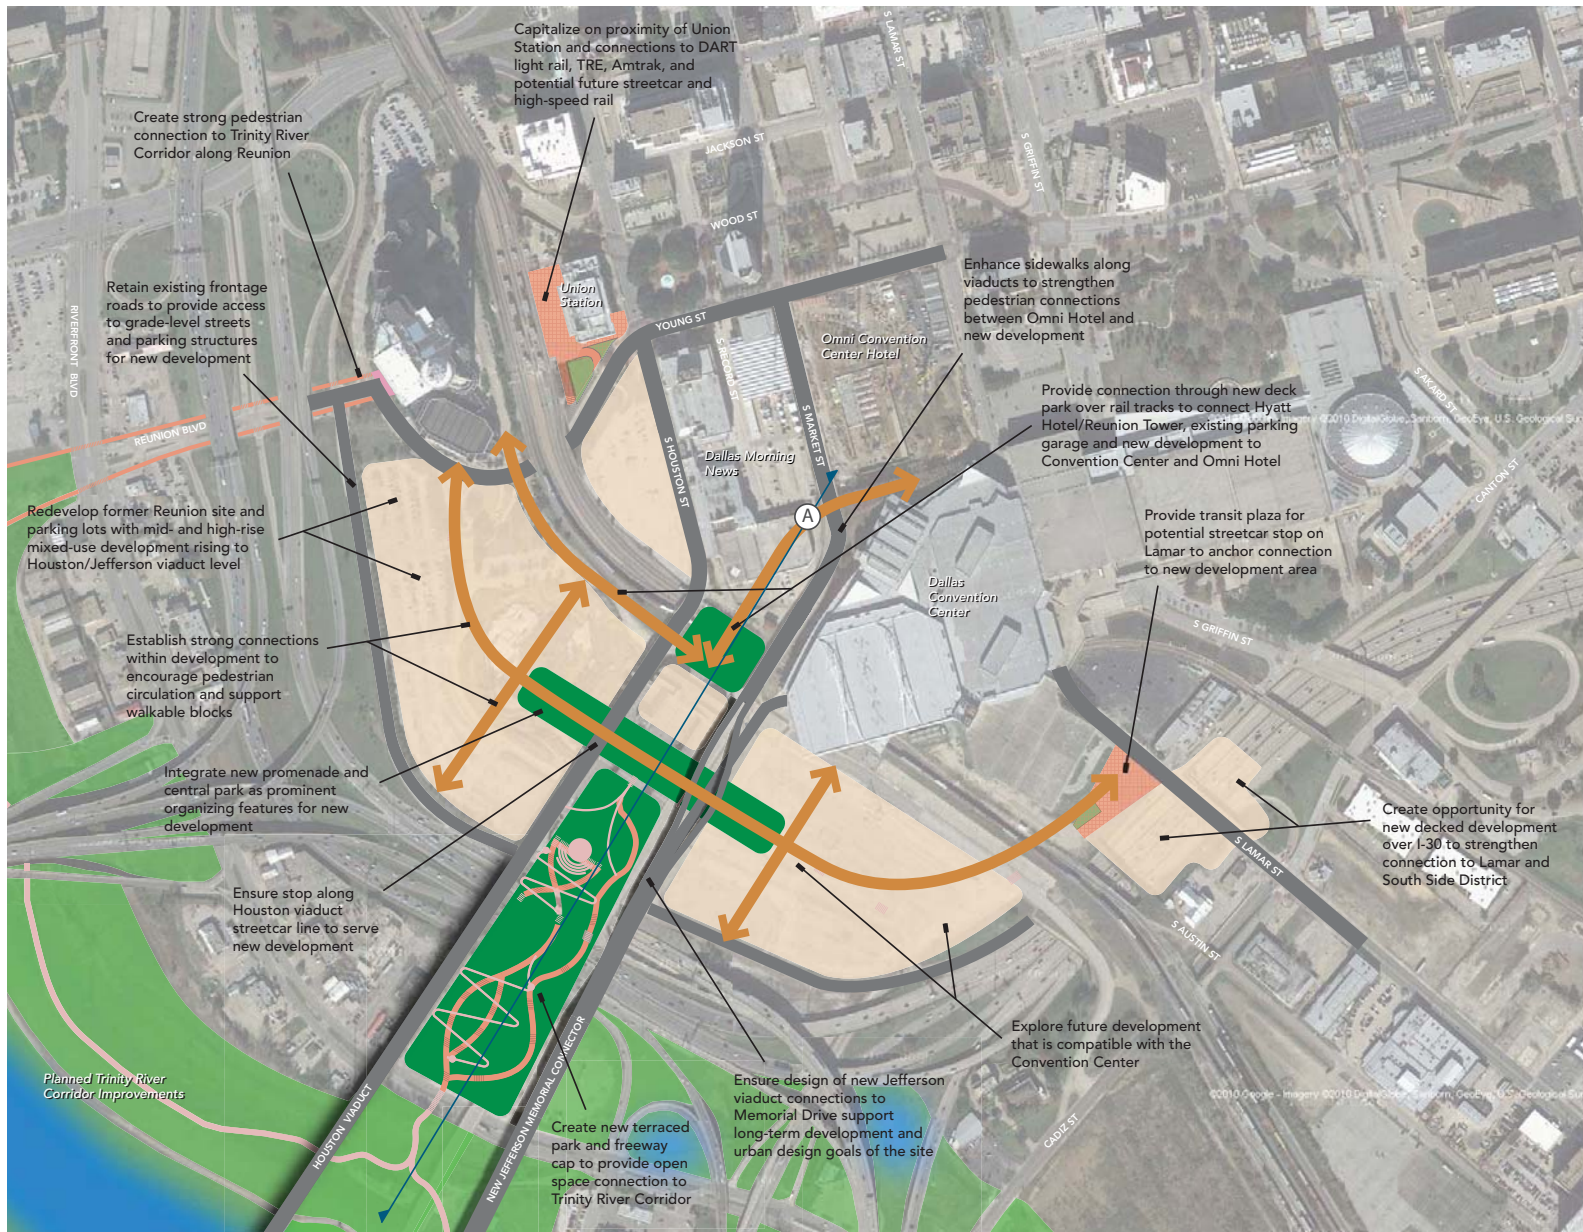 Capitalize on proximity of Union
Station and connections to DART
light rail, TRE, Amtrak, and
potential future streetcar and
high-speed rail
S LAMAR ST
Create strong pedestrian
connection to Trinity River
Corridor along Reunion
JACKSON ST
S GRIFFIN ST
WOOD ST
Retain existing frontage
roads to provide access
to grade-level streets
and parking structures
for new development
RIVERFRONT BLVD
Union
Station
YOUNG ST
S RECORD ST
Omni Convention
Center Hotel
Enhance sidewalks along
viaducts to strengthen
pedestrian connections
between Omni Hotel and
new development
Provide connection through new deck
park over rail tracks to connect Hyatt
Hotel/Reunion Tower, existing parking
garage and new development to
Convention Center and Omni Hotel
S AKARD ST
REUNION BLVD
S HOUSTON ST
S MARKET ST
Dallas Morning
News
CANTON ST
A
Redevelop former Reunion site and
parking lots with mid- and high-rise
mixed-use development rising to
Houston/Jefferson viaduct level
Provide transit plaza for
potential streetcar stop on
Lamar to anchor connection
to new development area
Dallas
Convention
Center
S GRIFFIN ST
Establish strong connections
within development to
encourage pedestrian
circulation and support
walkable blocks
Integrate new promenade and
central park as prominent
organizing features for new
development
Create opportunity for
new decked development
over I-30 to strengthen
connection to Lamar and
South Side District
S LAMAR ST
Ensure stop along
Houston viaduct
streetcar line to serve
new development
S AUSTIN ST
Explore future development
that is compatible with the
Convention Center
Planned Trinity River
Corridor Improvements
HOUSTON VIADUCT
NEW JEFFERSON MEMORIAL CONNECTOR
Ensure design of new Jefferson
viaduct connections to
Memorial Drive support
long-term development and
urban design goals of the site
©2010 Google - Imagery ©2010 DigitalGlobe, Sanborn, GeoEye, U.S. Geological
CADIZ ST
Create new terraced
park and freeway
cap to provide open
space connection to
Trinity River Corridor